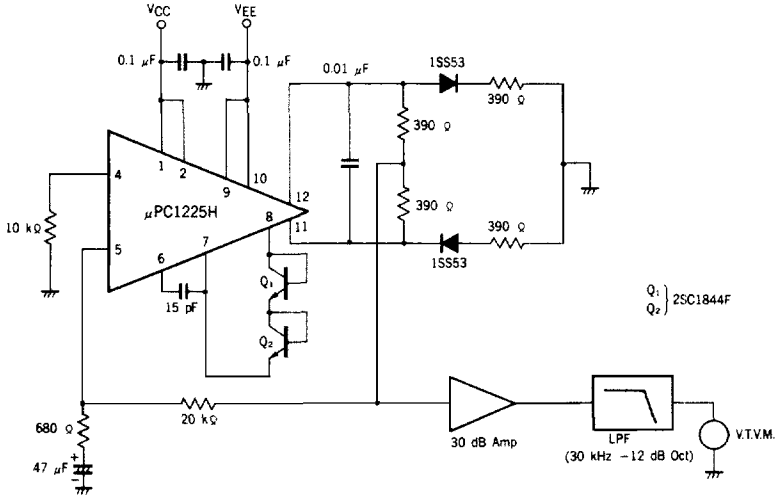 VCC
VEE
0.1 μF
0.1 μF
0.01 μF
1SS53
390 Ω
390 Ω
4
1
2
9
10
12
μPC1225H
10 kΩ
5
8
11
390 Ω
390 Ω
6
7
1SS53
15 pF
Q1
Q2
Q1
Q2
2SC1844F
20 kΩ
680 Ω
30 dB Amp
LPF
(30 kHz −12 dB Oct)
V.T.V.M.
47 μF
+
−